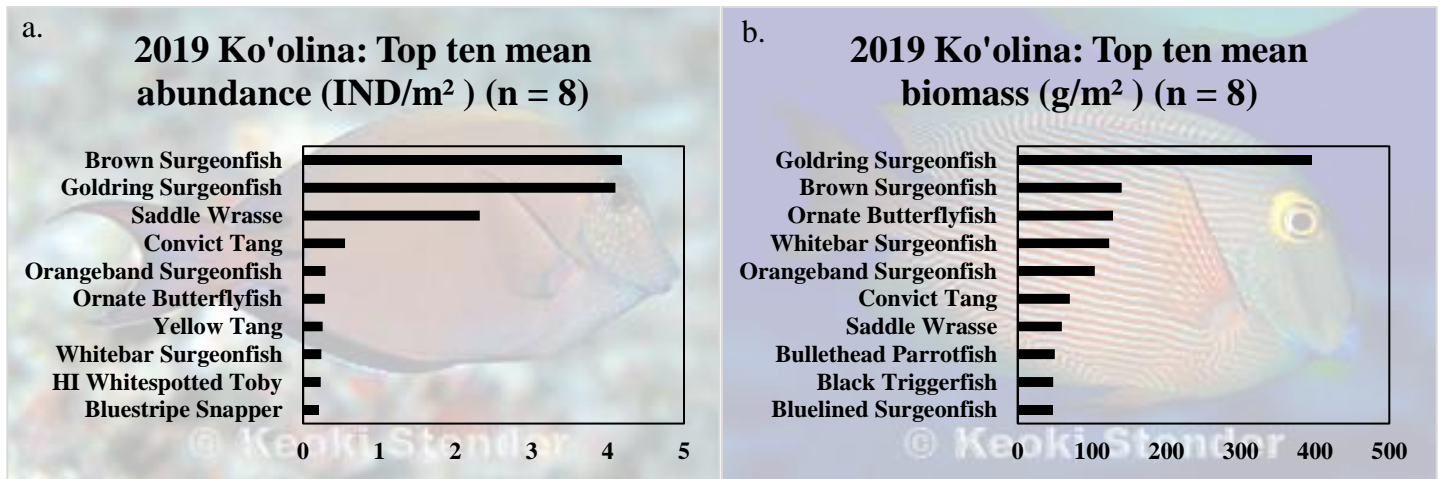 a.
2019 Ko'olina: Top ten mean
abundance (IND/m² ) (n = 8)
Brown Surgeonfish
Goldring Surgeonfish
Saddle Wrasse
Convict Tang
Orangeband Surgeonfish
Ornate Butterflyfish
Yellow Tang
Whitebar Surgeonfish
HI Whitespotted Toby
Bluestripe Snapper
0 1 2 3 4 5
© Keoki Stender
b.
2019 Ko'olina: Top ten mean
biomass (g/m² ) (n = 8)
Goldring Surgeonfish
Brown Surgeonfish
Ornate Butterflyfish
Whitebar Surgeonfish
Orangeband Surgeonfish
Convict Tang
Saddle Wrasse
Bullethead Parrotfish
Black Triggerfish
Bluelined Surgeonfish
0 100 200 300 400 500
© Keoki Stender